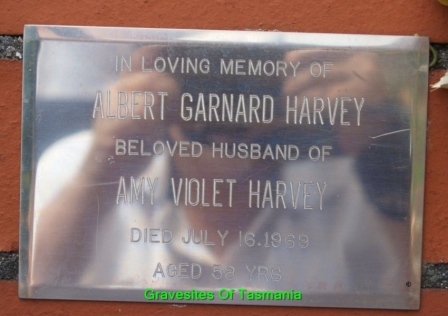 IN LOVING MEMORY OF
ALBERT GARNARD HARVEY
BELOVED HUSBAND OF
AMY VIOLET HARVEY
DIED JULY 16.1969
AGED YRS
Gravesites Of Tasmania